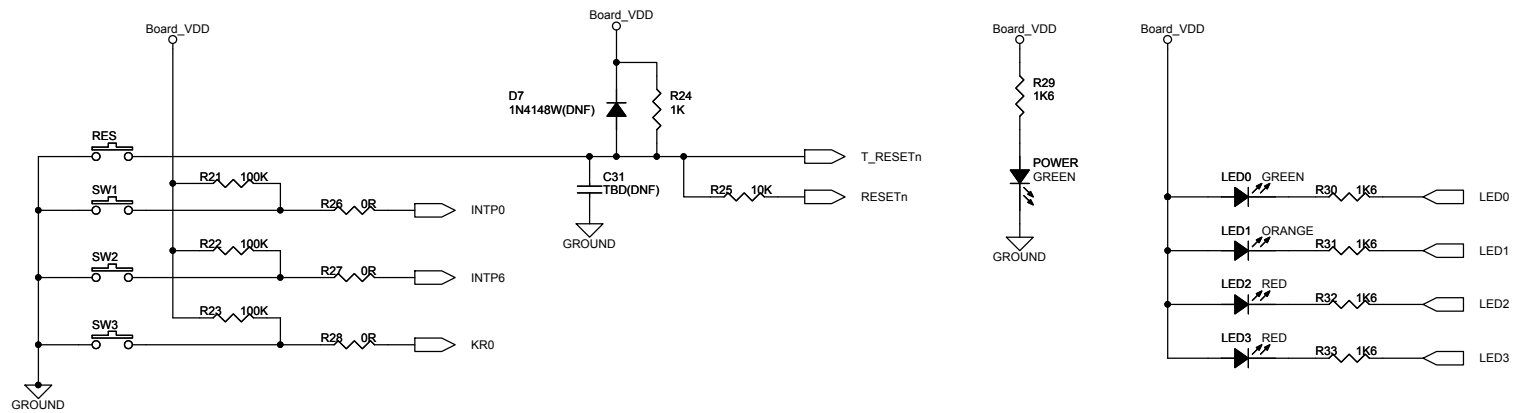 Board_VDD
RES
R21 100K
SW1
R26 0R
INTP0
R22 100K
SW2
R27 0R
INTP6
R23 100K
SW3
R28 0R
KR0
GROUND
Board_VDD
D7
1N4148W(DNF)
R24
1K
T_RESETn
C31
TBD(DNF)
R25 10K
RESETn
GROUND
Board_VDD
R29
1K6
POWER
GREEN
GROUND
Board_VDD
LED0 GREEN
R30 1K6
LED0
LED1 ORANGE
R31 1K6
LED1
LED2 RED
R32 1K6
LED2
LED3 RED
R33 1K6
LED3